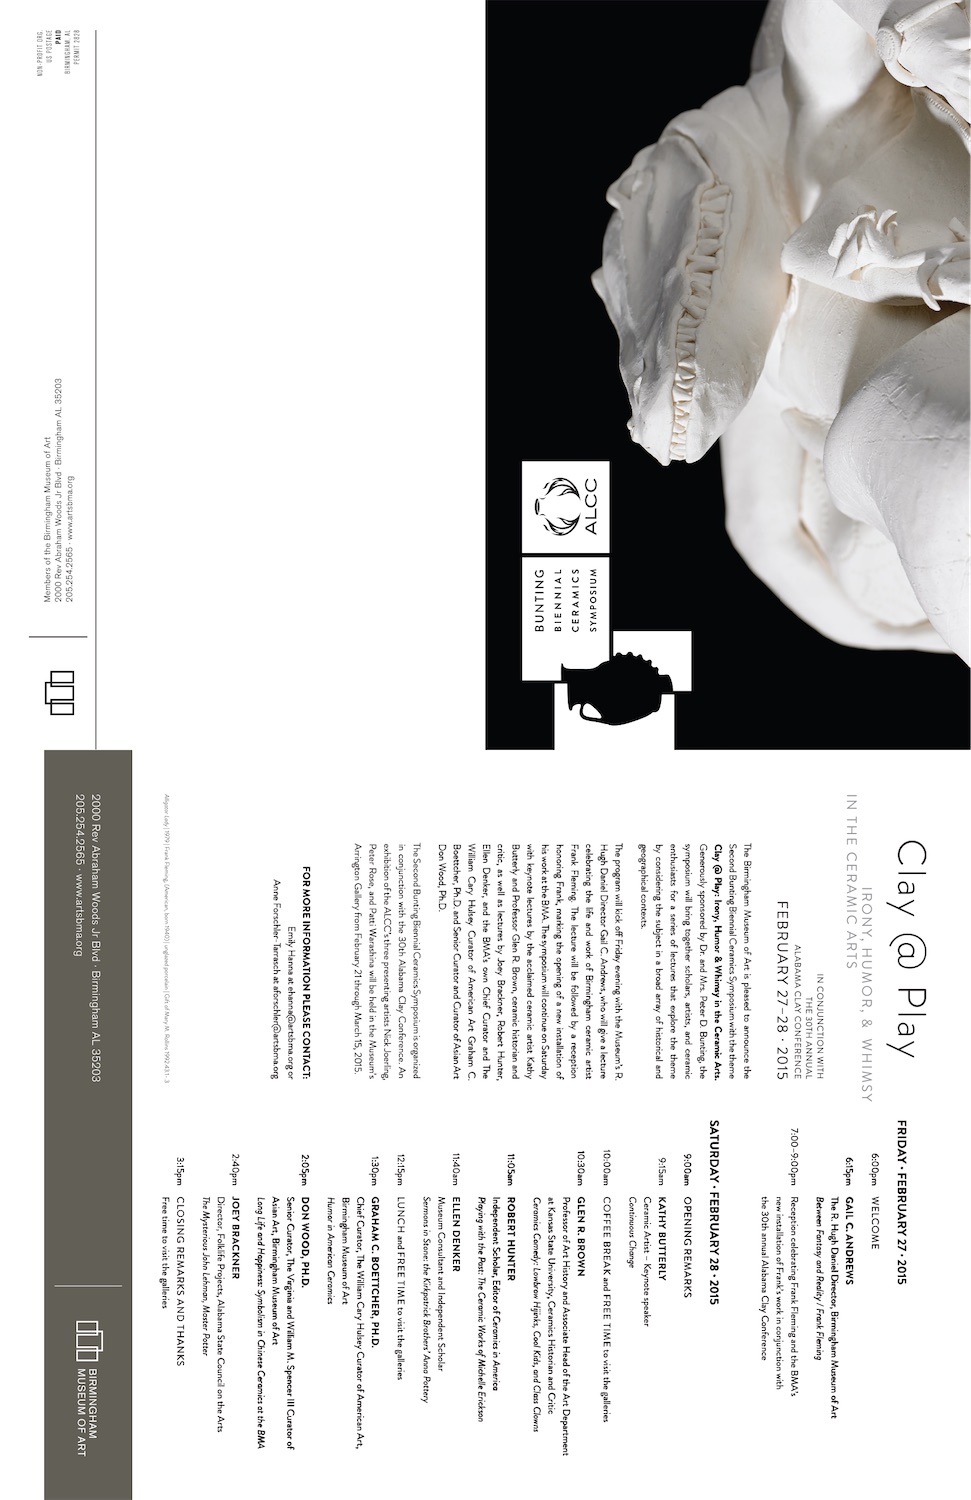 NON-PROFIT ORG
US POSTAGE
PAID
BIRMINGHAM, AL
PERMIT 2028
Members of the Birmingham Museum of Art
2000 Rev Abraham Woods Jr Blvd · Birmingham AL 35203
205.25.4.2565 · www.artsbma.org
ALCC
BUNTING
BIENNIAL
CERAMICS
SYMPOSIUM
Clay @ Play
IRONY, HUMOR, & WHIMSY
IN THE CERAMIC ARTS
IN CONJUNCTION WITH
THE 30TH ANNUAL
ALABAMA CLAY CONFERENCE
FEBRUARY 27–28 · 2015
The Birmingham Museum of Art is pleased to announce the
Second Bunting Biennial Ceramics Symposium with the theme
Clay @ Play: Irony, Humor & Whimsy in the Ceramic Arts.
Generously sponsored by Dr. and Mrs. Peter D. Bunting, the
symposium will bring together scholars, artists, and ceramic
enthusiasts for a series of lectures that explore the theme
by considering the subject in a broad array of historical and
geographical contexts.
The program will kick off Friday evening with the Museum's R.
Hugh Daniel Director Gail C. Andrews, who will give a lecture
celebrating the life and work of Birmingham ceramic artist
Frank Fleming. The lecture will be followed by a reception
honoring Frank, marking the opening of a new installation of
his work at the BMA. The symposium will continue on Saturday
with keynote lectures by the acclaimed ceramic artist Kathy
Butterly and Professor Glen R. Brown, ceramic historian and
critic, as well as lectures by Joey Brackner, Robert Hunter,
Ellen Denker, and the BMA's own Chief Curator and The
William Cary Hulsey Curator of American Art Graham C.
Boettcher, Ph.D. and Senior Curator and Curator of Asian Art
Don Wood, Ph.D.
The Second Bunting Biennial Ceramics Symposium is organized
in conjunction with the 30th Alabama Clay Conference. An
exhibition of the ALCC's three presenting artists Nick Joerling,
Peter Rose, and Patti Warashina will be held in the Museum's
Arrington Gallery from February 21 through March 15, 2015.
FOR MORE INFORMATION PLEASE CONTACT:
Emily Hanna at ehanna@artsbma.org or
Anne Forschler-Tarrasch at aforschler@artsbma.org
Alligator Lady | 1979 | Frank Fleming, (American, born 1940) | unglazed porcelain | Gift of Mary M. Rubin 1992.43.1-.3
2000 Rev Abraham Woods Jr Blvd · Birmingham AL 35203
205.254.2565 · www.artsbma.org
FRIDAY · FEBRUARY 27 · 2015
6:00pm WELCOME
6:15pm GAIL C. ANDREWS
The R. Hugh Daniel Director, Birmingham Museum of Art
Between Fantasy and Reality / Frank Fleming
7:00–9:00pm Reception celebrating Frank Fleming and the BMA's
new installation of Frank's work in conjunction with
the 30th annual Alabama Clay Conference
SATURDAY · FEBRUARY 28 · 2015
9:00am OPENING REMARKS
9:15am KATHY BUTTERLY
Ceramic Artist – Keynote speaker
Continuous Change
10:00am COFFEE BREAK and FREE TIME to visit the galleries
10:30am GLEN R. BROWN
Professor of Art History and Associate Head of the Art Department
at Kansas State University, Ceramics Historian and Critic
Ceramics Comedy: Lowbrow Hijinks, Cool Kids, and Class Clowns
11:05am ROBERT HUNTER
Independent Scholar, Editor of Ceramics in America
Playing with the Past: The Ceramic Works of Michelle Erickson
11:40am ELLEN DENKER
Museum Consultant and Independent Scholar
Sermons in Stone: the Kirkpatrick Brothers' Anna Pottery
12:15pm LUNCH and FREE TIME to visit the galleries
1:30pm GRAHAM C. BOETTCHER, PH.D.
Chief Curator, The William Cary Hulsey Curator of American Art,
Birmingham Museum of Art
Humor in American Ceramics
2:05pm DON WOOD, PH.D.
Senior Curator, The Virginia and William M. Spencer III Curator of
Asian Art, Birmingham Museum of Art
Long Life and Happiness: Symbolism in Chinese Ceramics at the BMA
2:40pm JOEY BRACKNER
Director, Folklife Projects, Alabama State Council on the Arts
The Mysterious John Lehman, Master Potter
3:15pm CLOSING REMARKS AND THANKS
Free time to visit the galleries
BIRMINGHAM
MUSEUM OF ART